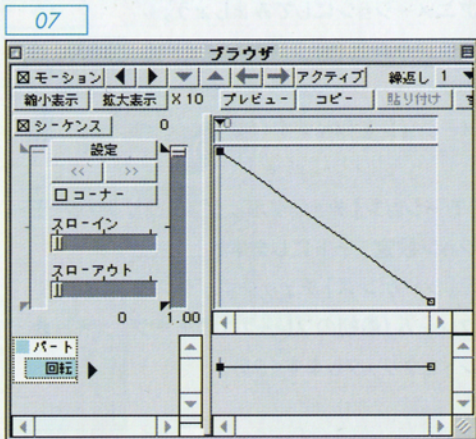 07
ブラウザ
モーション アクティブ 繰返し 1
縮小表示 拡大表示 X 10 プレビュー コピー 貼り付け
シーケンス 0 0
設定
<< >>
コーナー
スローイン
スローアウト
0 1.00
パート
回転